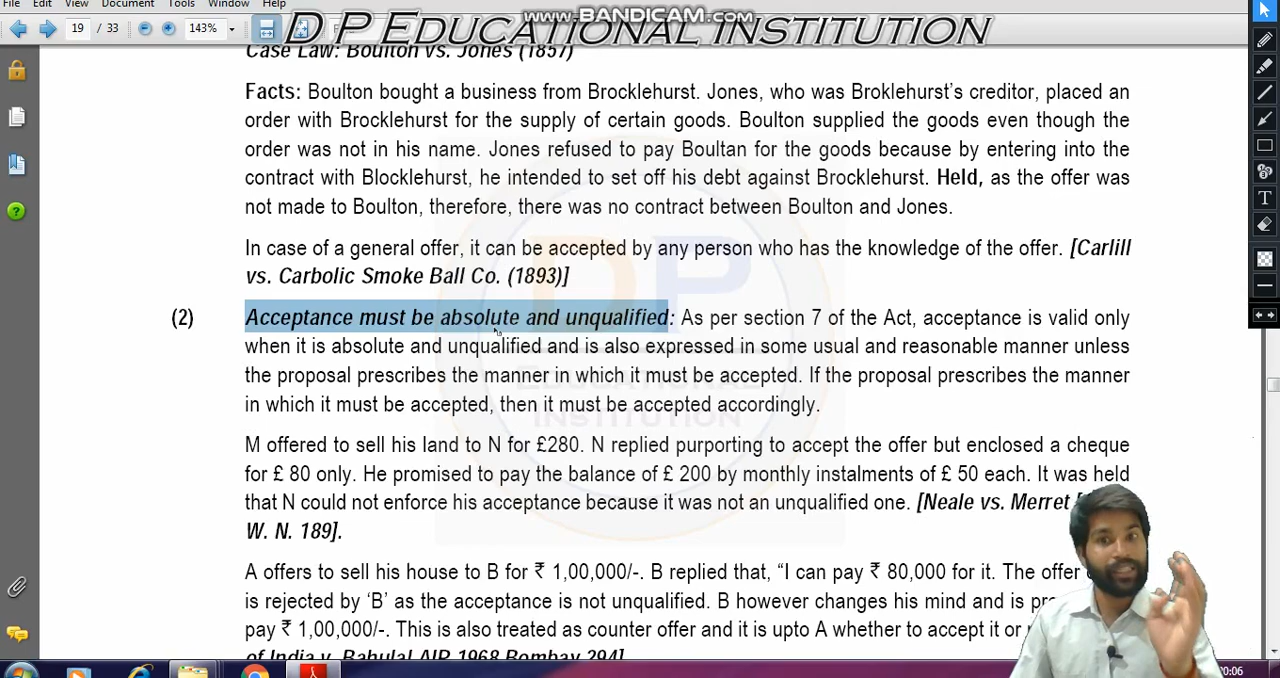 File Edit View Document Tools Window Help
www.BANDICAM.com
D P EDUCATIONAL INSTITUTION
19 / 33 143%
Case Law: Boulton vs. Jones (1857)
Facts: Boulton bought a business from Brocklehurst. Jones, who was Broklehurst's creditor, placed an
order with Brocklehurst for the supply of certain goods. Boulton supplied the goods even though the
order was not in his name. Jones refused to pay Boultan for the goods because by entering into the
contract with Blocklehurst, he intended to set off his debt against Brocklehurst. Held, as the offer was
not made to Boulton, therefore, there was no contract between Boulton and Jones.
In case of a general offer, it can be accepted by any person who has the knowledge of the offer. [Carlill
vs. Carbolic Smoke Ball Co. (1893)]
(2) Acceptance must be absolute and unqualified: As per section 7 of the Act, acceptance is valid only
when it is absolute and unqualified and is also expressed in some usual and reasonable manner unless
the proposal prescribes the manner in which it must be accepted. If the proposal prescribes the manner
in which it must be accepted, then it must be accepted accordingly.
M offered to sell his land to N for £280. N replied purporting to accept the offer but enclosed a cheque
for £ 80 only. He promised to pay the balance of £ 200 by monthly instalments of £ 50 each. It was held
that N could not enforce his acceptance because it was not an unqualified one. [Neale vs. Merret
W. N. 189].
A offers to sell his house to B for ₹ 1,00,000/-. B replied that, "I can pay ₹ 80,000 for it. The offer
is rejected by 'B' as the acceptance is not unqualified. B however changes his mind and is
pay ₹ 1,00,000/-. This is also treated as counter offer and it is upto A whether to accept it or
of India v. Bahulal AIR 1968 Bombay 294]
DP
EDUCATIONAL
INSTITUTION
T
20:06